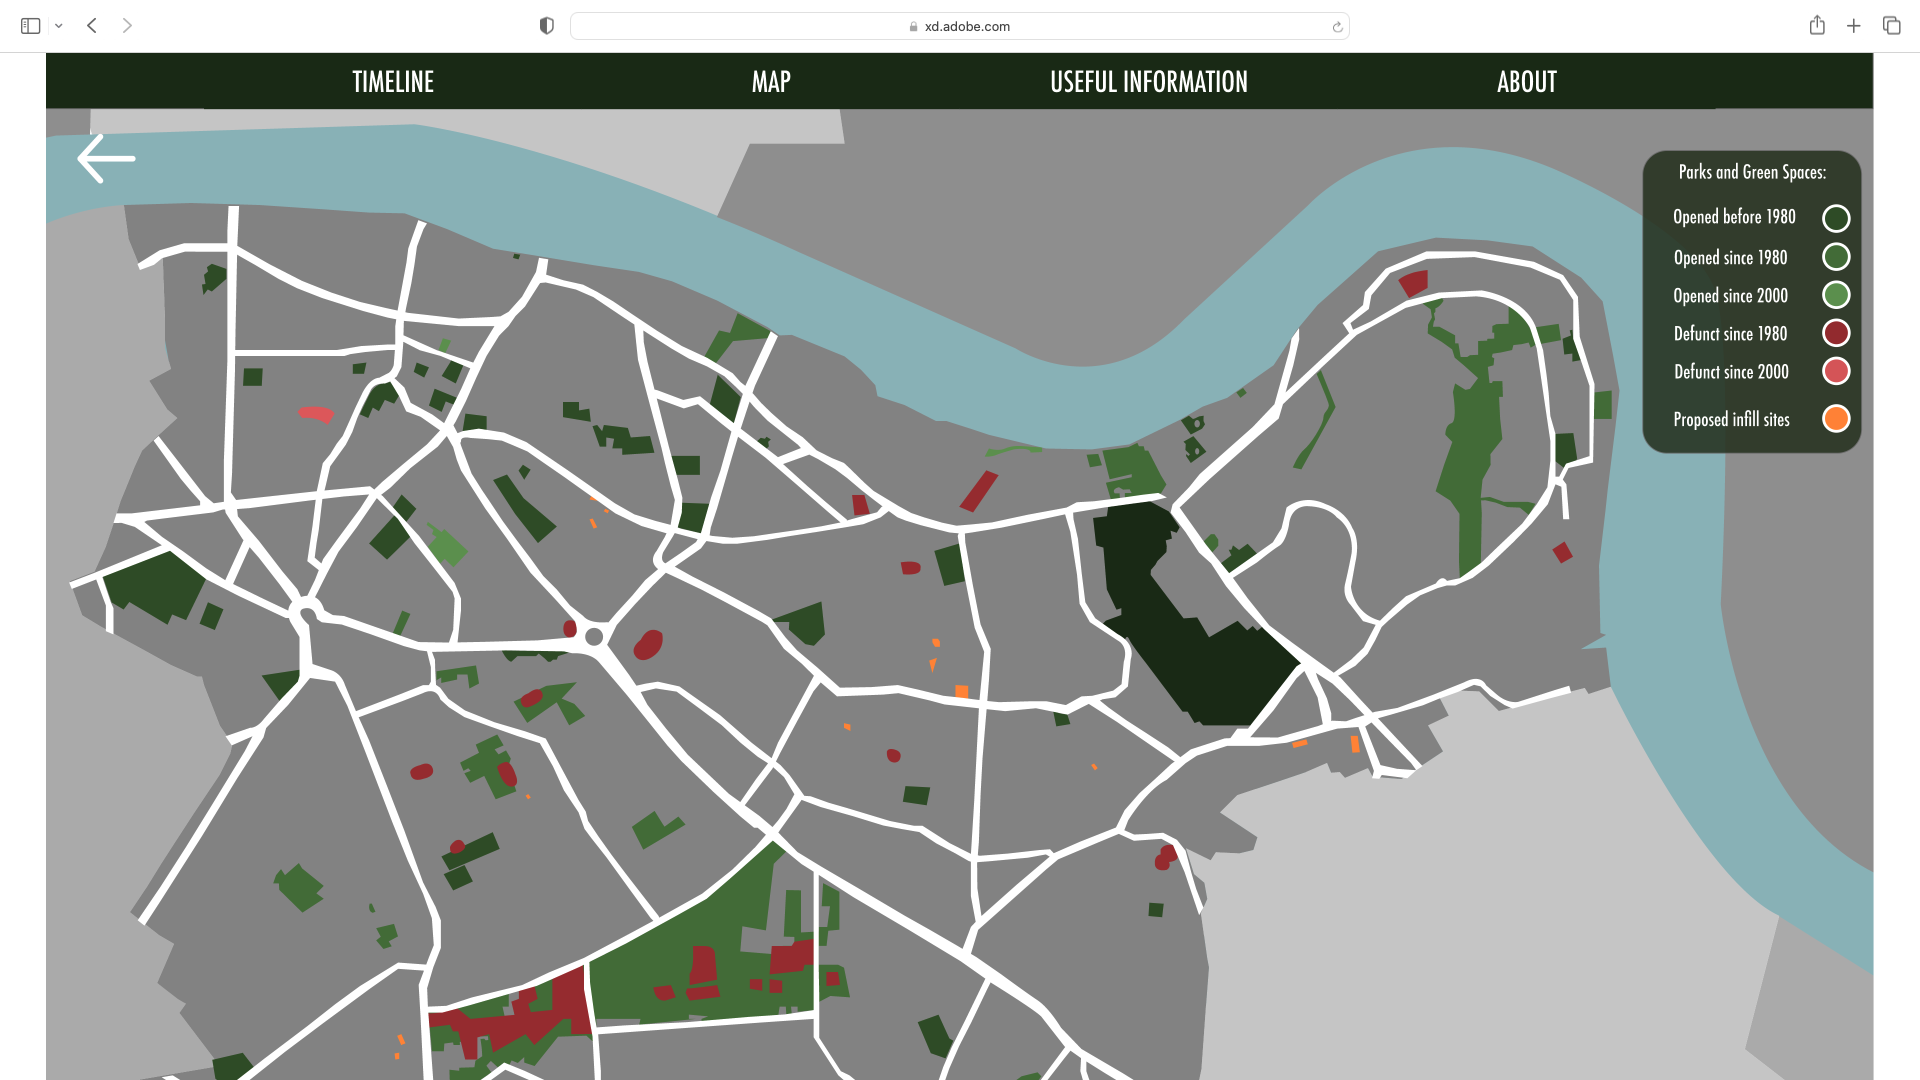 xd.adobe.com
TIMELINE
MAP
USEFUL INFORMATION
ABOUT
Parks and Green Spaces:
Opened before 1980
Opened since 1980
Opened since 2000
Defunct since 1980
Defunct since 2000
Proposed infill sites